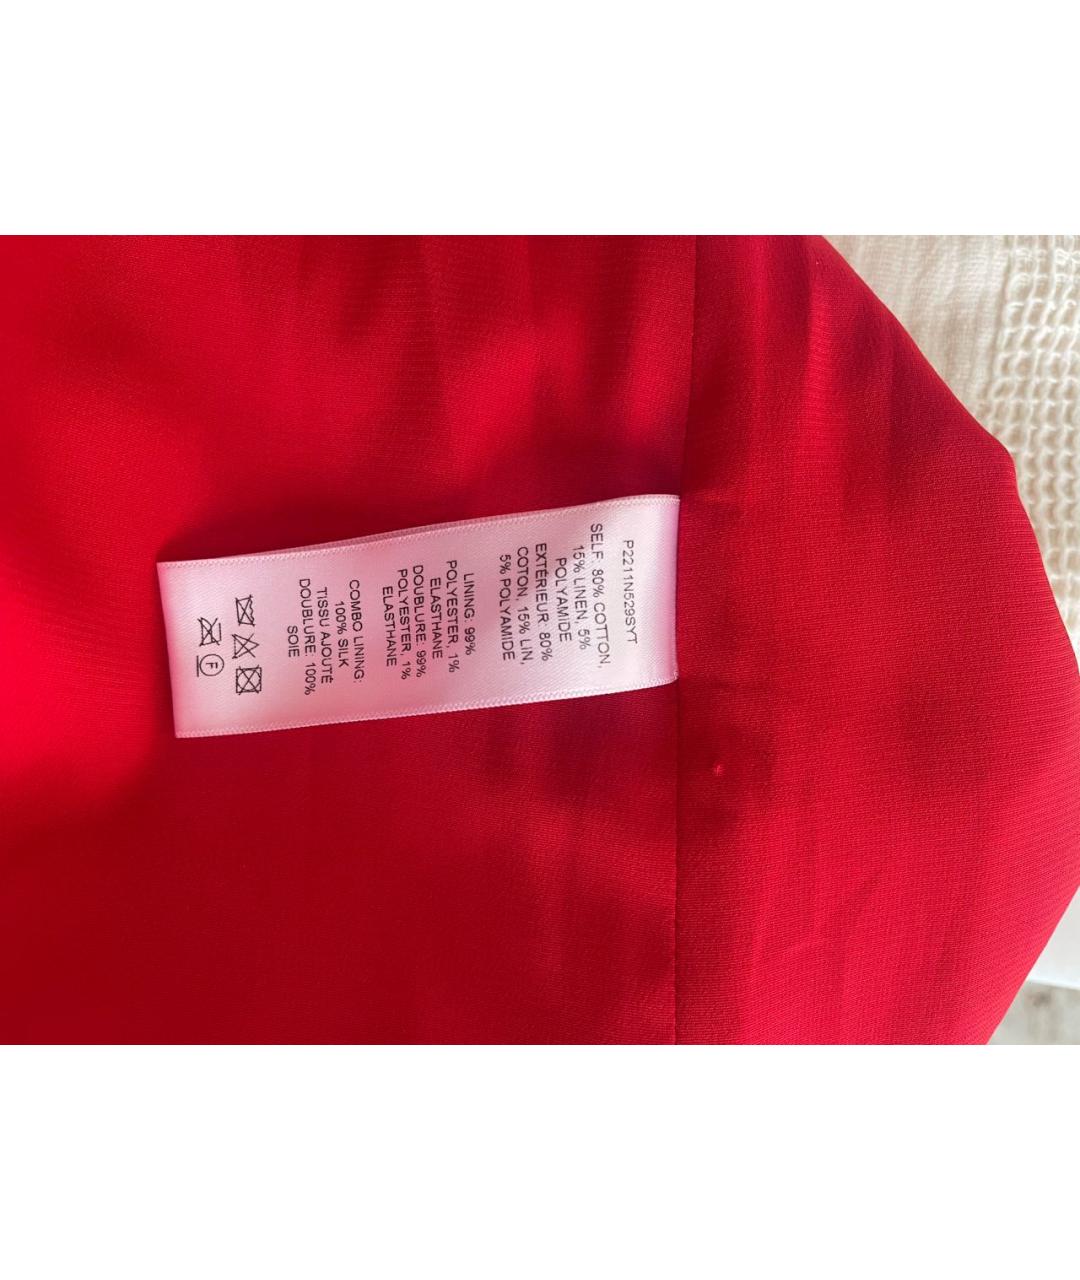 P2211N529SYT
SELF: 80% COTTON,
15% LINEN, 5%
POLYAMIDE
EXTÉRIEUR: 80%
COTON, 15% LIN,
5% POLYAMIDE
LINING: 99%
POLYESTER, 1%
ELASTHANE
DOUBLURE: 99%
POLYESTER, 1%
ELASTHANE
COMBO LINING:
100% SILK
TISSU AJOUTÉ
DOUBLURE: 100%
SOIE
F